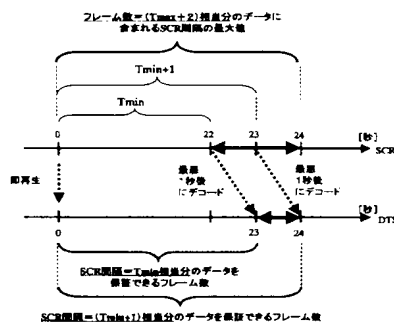 フレーム数=(Tmax+2)相当分のデータに
含まれるSCR間隔の最大値
Tmin+1
Tmin
0
22
23
24
[秒]
SCR
即再生
最悪
1秒後
にデコード
最悪
1秒後
にデコード
0
23
24
[秒]
DTS
SCR間隔=Tmin相当分のデータを
保証できるフレーム数
SCR間隔=(Tmin+1)相当分のデータを保証できるフレーム数